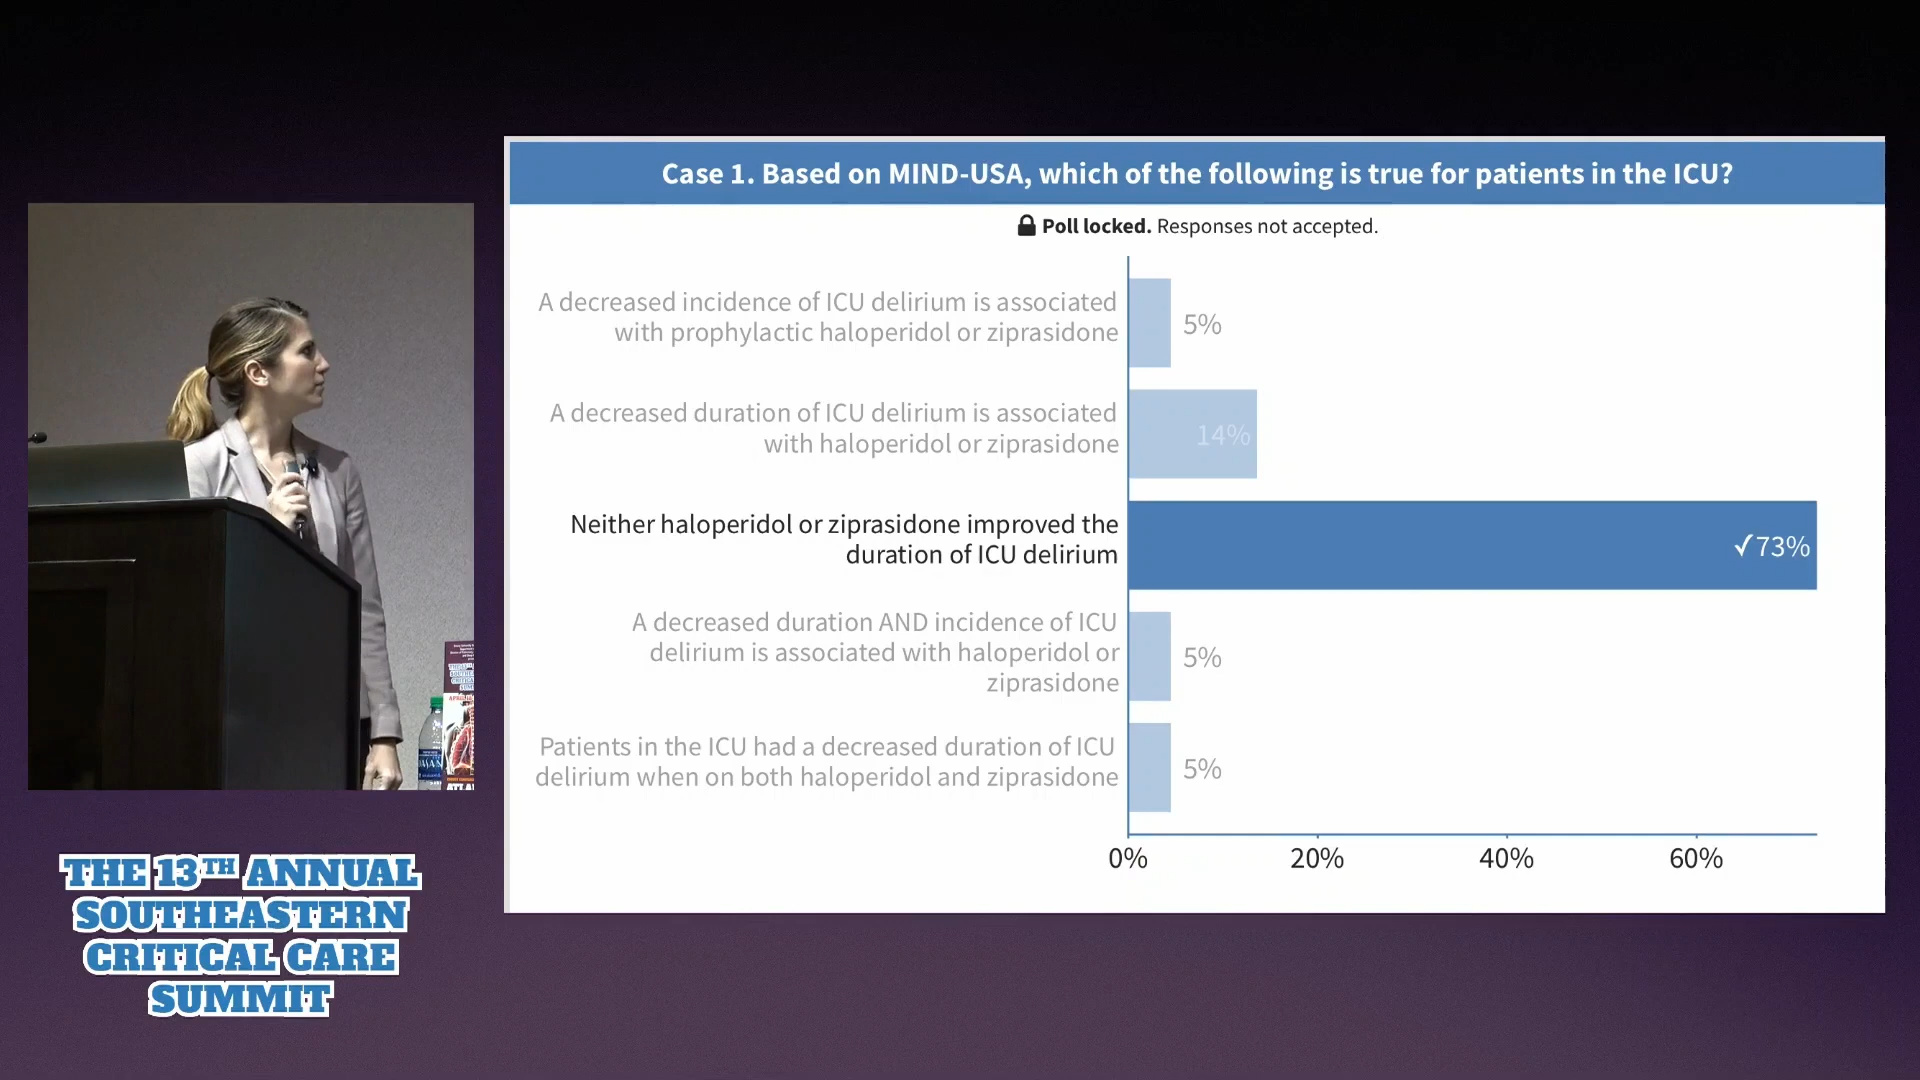 Case 1. Based on MIND-USA, which of the following is true for patients in the ICU?
Poll locked. Responses not accepted.
A decreased incidence of ICU delirium is associated
with prophylactic haloperidol or ziprasidone
5%
A decreased duration of ICU delirium is associated
with haloperidol or ziprasidone
14%
Neither haloperidol or ziprasidone improved the
duration of ICU delirium
✓73%
A decreased duration AND incidence of ICU
delirium is associated with haloperidol or
ziprasidone
5%
Patients in the ICU had a decreased duration of ICU
delirium when on both haloperidol and ziprasidone
5%
0% 20% 40% 60%
THE 13TH ANNUAL
SOUTHEASTERN
CRITICAL CARE
SUMMIT